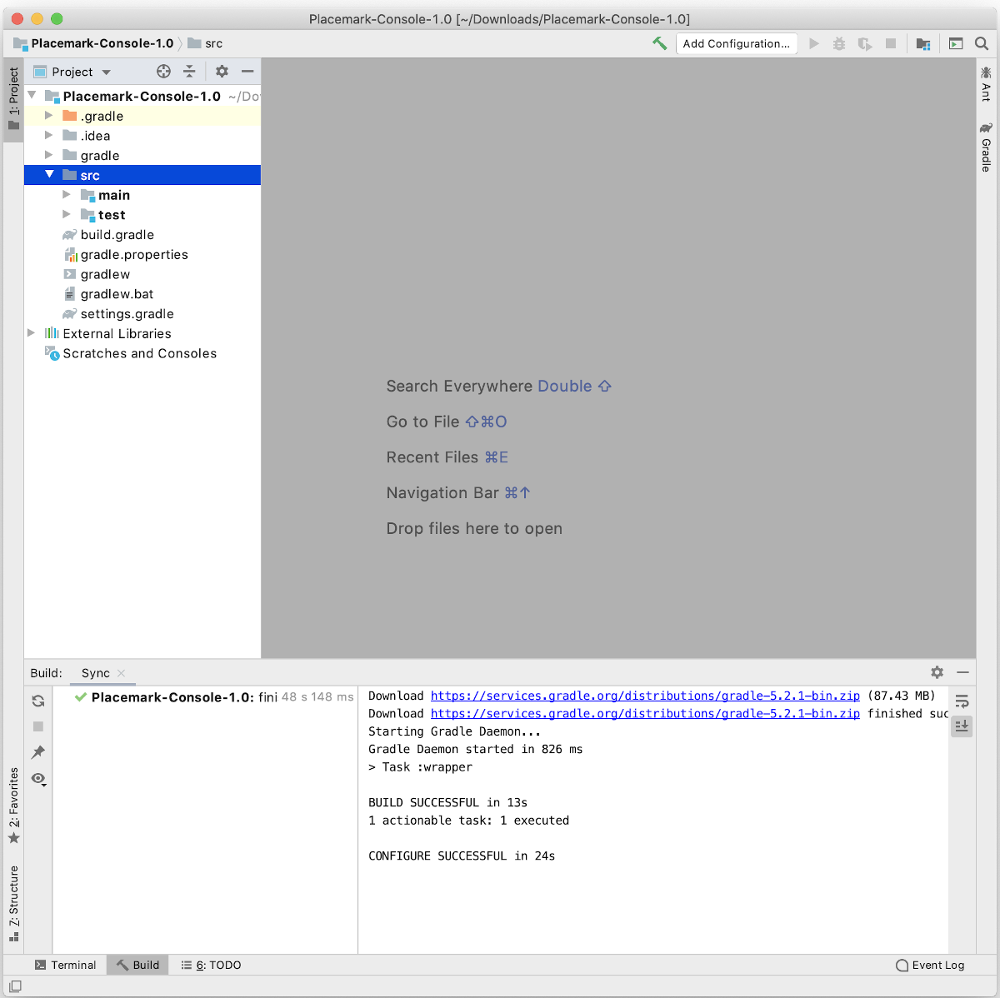 Placemark-Console-1.0 [~/Downloads/Placemark-Console-1.0]
Placemark-Console-1.0 src
Add Configuration...
1: Project
Project
Placemark-Console-1.0 ~/Do
.gradle
.idea
gradle
src
main
test
build.gradle
gradle.properties
gradlew
gradlew.bat
settings.gradle
External Libraries
Scratches and Consoles
Search Everywhere Double ⇧
Go to File ⇧⌘O
Recent Files ⌘E
Navigation Bar ⌘↑
Drop files here to open
Ant
Gradle
Build: Sync
Placemark-Console-1.0: fini 48 s 148 ms
Download https://services.gradle.org/distributions/gradle-5.2.1-bin.zip (87.43 MB)
Download https://services.gradle.org/distributions/gradle-5.2.1-bin.zip finished suc
Starting Gradle Daemon...
Gradle Daemon started in 826 ms
> Task :wrapper
BUILD SUCCESSFUL in 13s
1 actionable task: 1 executed
CONFIGURE SUCCESSFUL in 24s
2: Favorites
7: Structure
Terminal
Build
6: TODO
Event Log